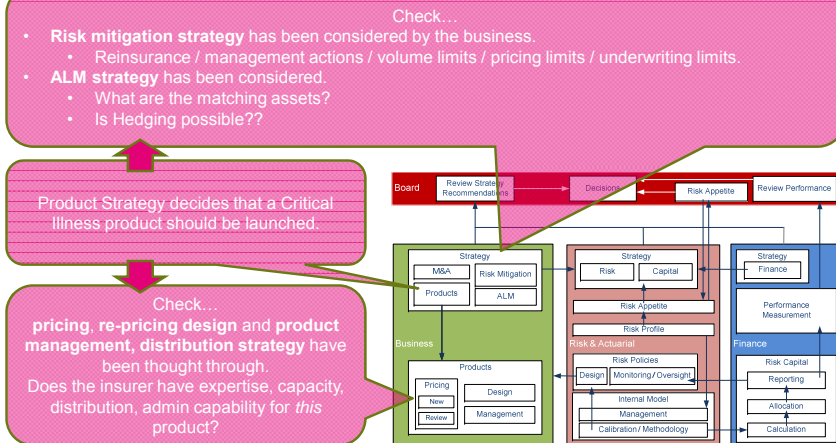 Check…
• Risk mitigation strategy has been considered by the business.
• Reinsurance / management actions / volume limits / pricing limits / underwriting limits.
• ALM strategy has been considered.
• What are the matching assets?
• Is Hedging possible??
Product Strategy decides that a Critical
Illness product should be launched.
Check…
pricing, re-pricing design and product
management, distribution strategy have
been thought through.
Does the insurer have expertise, capacity,
distribution, admin capability for this
product?
Board
Review Strategy
Recommendations
Decisions
Risk Appetite
Review Performance
Business
Strategy
M&A
Risk Mitigation
Products
ALM
Products
Pricing
New
Review
Design
Management
Risk & Actuarial
Strategy
Risk
Capital
Risk Appetite
Risk Profile
Risk Policies
Design
Monitoring/Oversight
Internal Model
Management
Calibration/Methodology
Finance
Strategy
Finance
Performance
Measurement
Risk Capital
Reporting
Allocation
Calculation